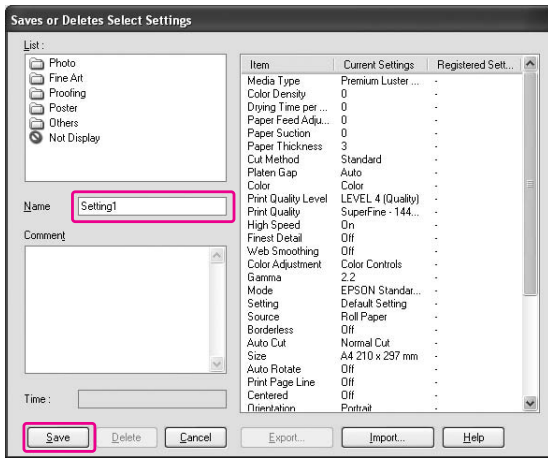 Saves or Deletes Select Settings
List :
Photo
Fine Art
Proofing
Poster
Others
Not Display
Name Setting1
Comment
Time :
Item Current Settings Registered Sett...
Media Type Premium Luster ... -
Color Density 0 -
Drying Time per ... 0 -
Paper Feed Adju... 0 -
Paper Suction 0 -
Paper Thickness 3 -
Cut Method Standard -
Platen Gap Auto -
Color Color -
Print Quality Level LEVEL 4 (Quality) -
Print Quality SuperFine - 144... -
High Speed On -
Finest Detail Off -
Web Smoothing Off -
Color Adjustment Color Controls -
Gamma 2.2 -
Mode EPSON Standar... -
Setting Default Setting -
Source Roll Paper -
Borderless Off -
Auto Cut Normal Cut -
Size A4 210 x 297 mm -
Auto Rotate Off -
Print Page Line Off -
Centered Off -
Orientation Portrait -
Save Delete Cancel Export... Import... Help